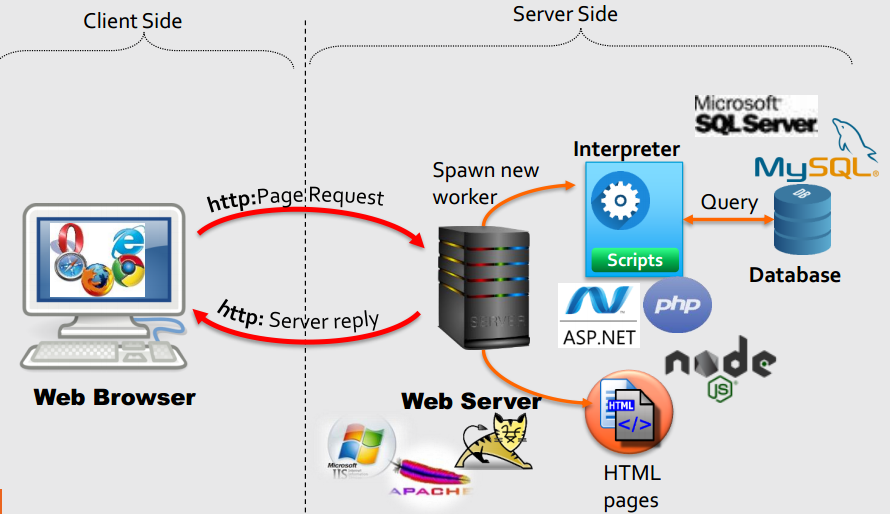 Client Side
Server Side
Microsoft®
SQL Server
Interpreter
MySQL®
Spawn new
worker
http:Page Request
Query
DB
Scripts
Database
SERVER
http: Server reply
ASP.NET
php
node
JS
Web Browser
Web Server
HTML
</>
Microsoft
IIS
APACHE
HTML
pages